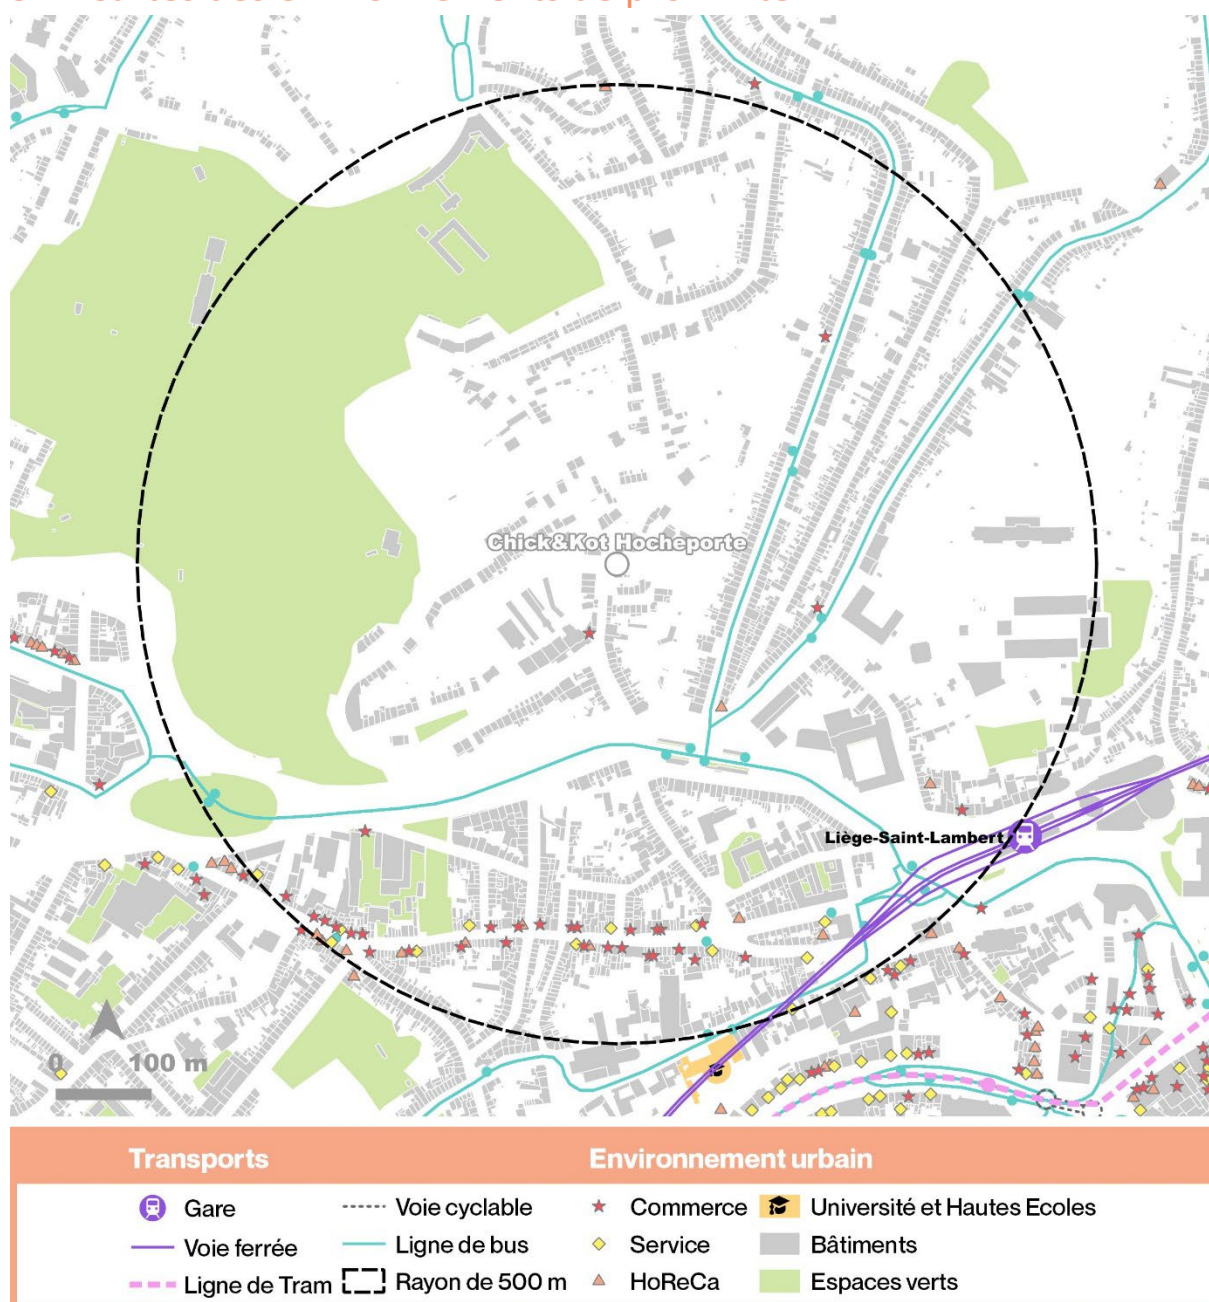 Chick&Kot Hocheporte
Liège-Saint-Lambert
0 100 m
Transports
Environnement urbain
Gare
Voie cyclable
Commerce
Université et Hautes Ecoles
Voie ferrée
Ligne de bus
Service
Bâtiments
Ligne de Tram
Rayon de 500 m
HoReCa
Espaces verts